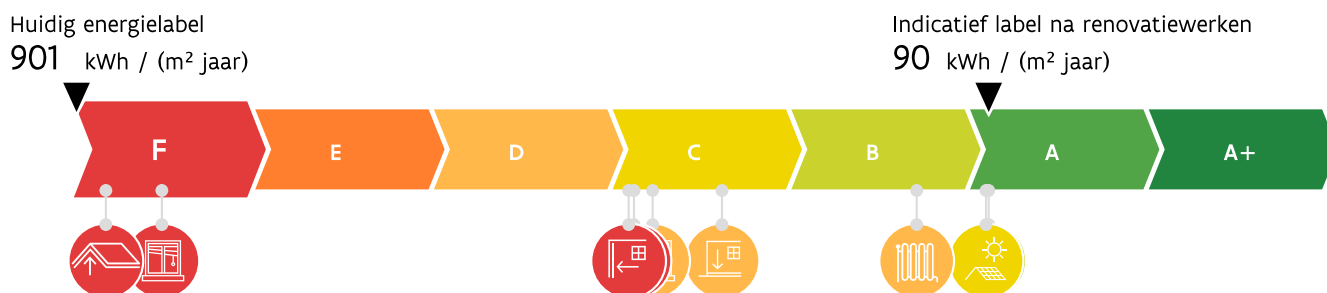 Huidig energielabel
901 kWh / (m² jaar)
Indicatief label na renovatiewerken
90 kWh / (m² jaar)
F E D C B A A+